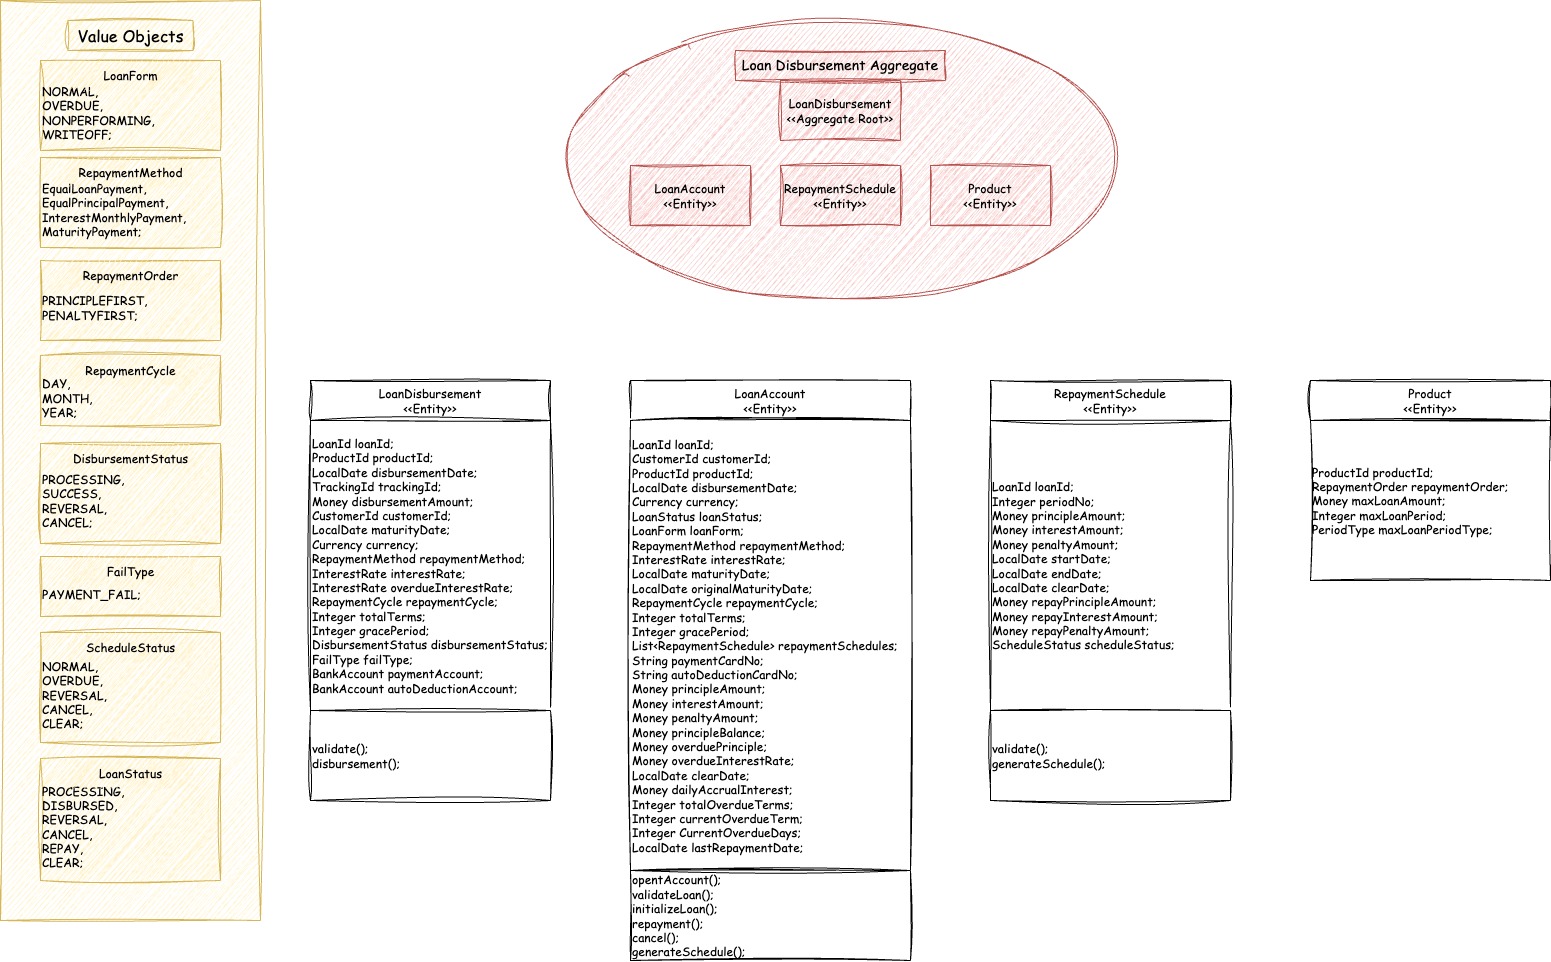 Value Objects
LoanForm
NORMAL,
OVERDUE,
NONPERFORMING,
WRITEOFF;
RepaymentMethod
EqualLoanPayment,
EqualPrincipalPayment,
InterestMonthlyPayment,
MaturityPayment;
RepaymentOrder
PRINCIPLEFIRST,
PENALTYFIRST;
RepaymentCycle
DAY,
MONTH,
YEAR;
DisbursementStatus
PROCESSING,
SUCCESS,
REVERSAL,
CANCEL;
FailType
PAYMENT_FAIL;
ScheduleStatus
NORMAL,
OVERDUE,
REVERSAL,
CANCEL,
CLEAR;
LoanStatus
PROCESSING,
DISBURSED,
REVERSAL,
CANCEL,
REPAY,
CLEAR;
Loan Disbursement Aggregate
LoanDisbursement
<<Aggregate Root>>
LoanAccount
<<Entity>>
RepaymentSchedule
<<Entity>>
Product
<<Entity>>
LoanDisbursement
<<Entity>>
LoanId loanId;
ProductId productId;
LocalDate disbursementDate;
TrackingId trackingId;
Money disbursementAmount;
CustomerId customerId;
LocalDate maturityDate;
Currency currency;
RepaymentMethod repaymentMethod;
InterestRate interestRate;
InterestRate overdueInterestRate;
RepaymentCycle repaymentCycle;
Integer totalTerms;
Integer gracePeriod;
DisbursementStatus disbursementStatus;
FailType failType;
BankAccount paymentAccount;
BankAccount autoDeductionAccount;
validate();
disbursement();
LoanAccount
<<Entity>>
LoanId loanId;
CustomerId customerId;
ProductId productId;
LocalDate disbursementDate;
Currency currency;
LoanStatus loanStatus;
LoanForm loanForm;
RepaymentMethod repaymentMethod;
InterestRate interestRate;
LocalDate maturityDate;
LocalDate originalMaturityDate;
RepaymentCycle repaymentCycle;
Integer totalTerms;
Integer gracePeriod;
List<RepaymentSchedule> repaymentSchedules;
String paymentCardNo;
String autoDeductionCardNo;
Money principleAmount;
Money interestAmount;
Money penaltyAmount;
Money principleBalance;
Money overduePrinciple;
Money overdueInterestRate;
LocalDate clearDate;
Money dailyAccrualInterest;
Integer totalOverdueTerms;
Integer currentOverdueTerm;
Integer CurrentOverdueDays;
LocalDate lastRepaymentDate;
opentAccount();
validateLoan();
initializeLoan();
repayment();
cancel();
generateSchedule();
RepaymentSchedule
<<Entity>>
LoanId loanId;
Integer periodNo;
Money principleAmount;
Money interestAmount;
Money penaltyAmount;
LocalDate startDate;
LocalDate endDate;
LocalDate clearDate;
Money repayPrincipleAmount;
Money repayInterestAmount;
Money repayPenaltyAmount;
ScheduleStatus scheduleStatus;
validate();
generateSchedule();
Product
<<Entity>>
ProductId productId;
RepaymentOrder repaymentOrder;
Money maxLoanAmount;
Integer maxLoanPeriod;
PeriodType maxLoanPeriodType;